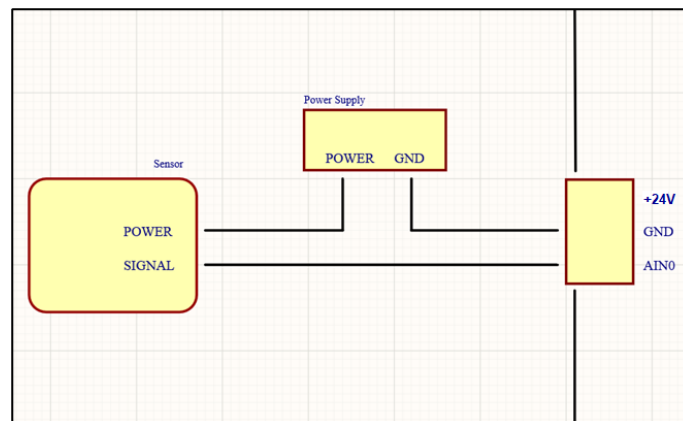 Power Supply
POWER GND
Sensor
POWER
SIGNAL
+24V
GND
AIN0